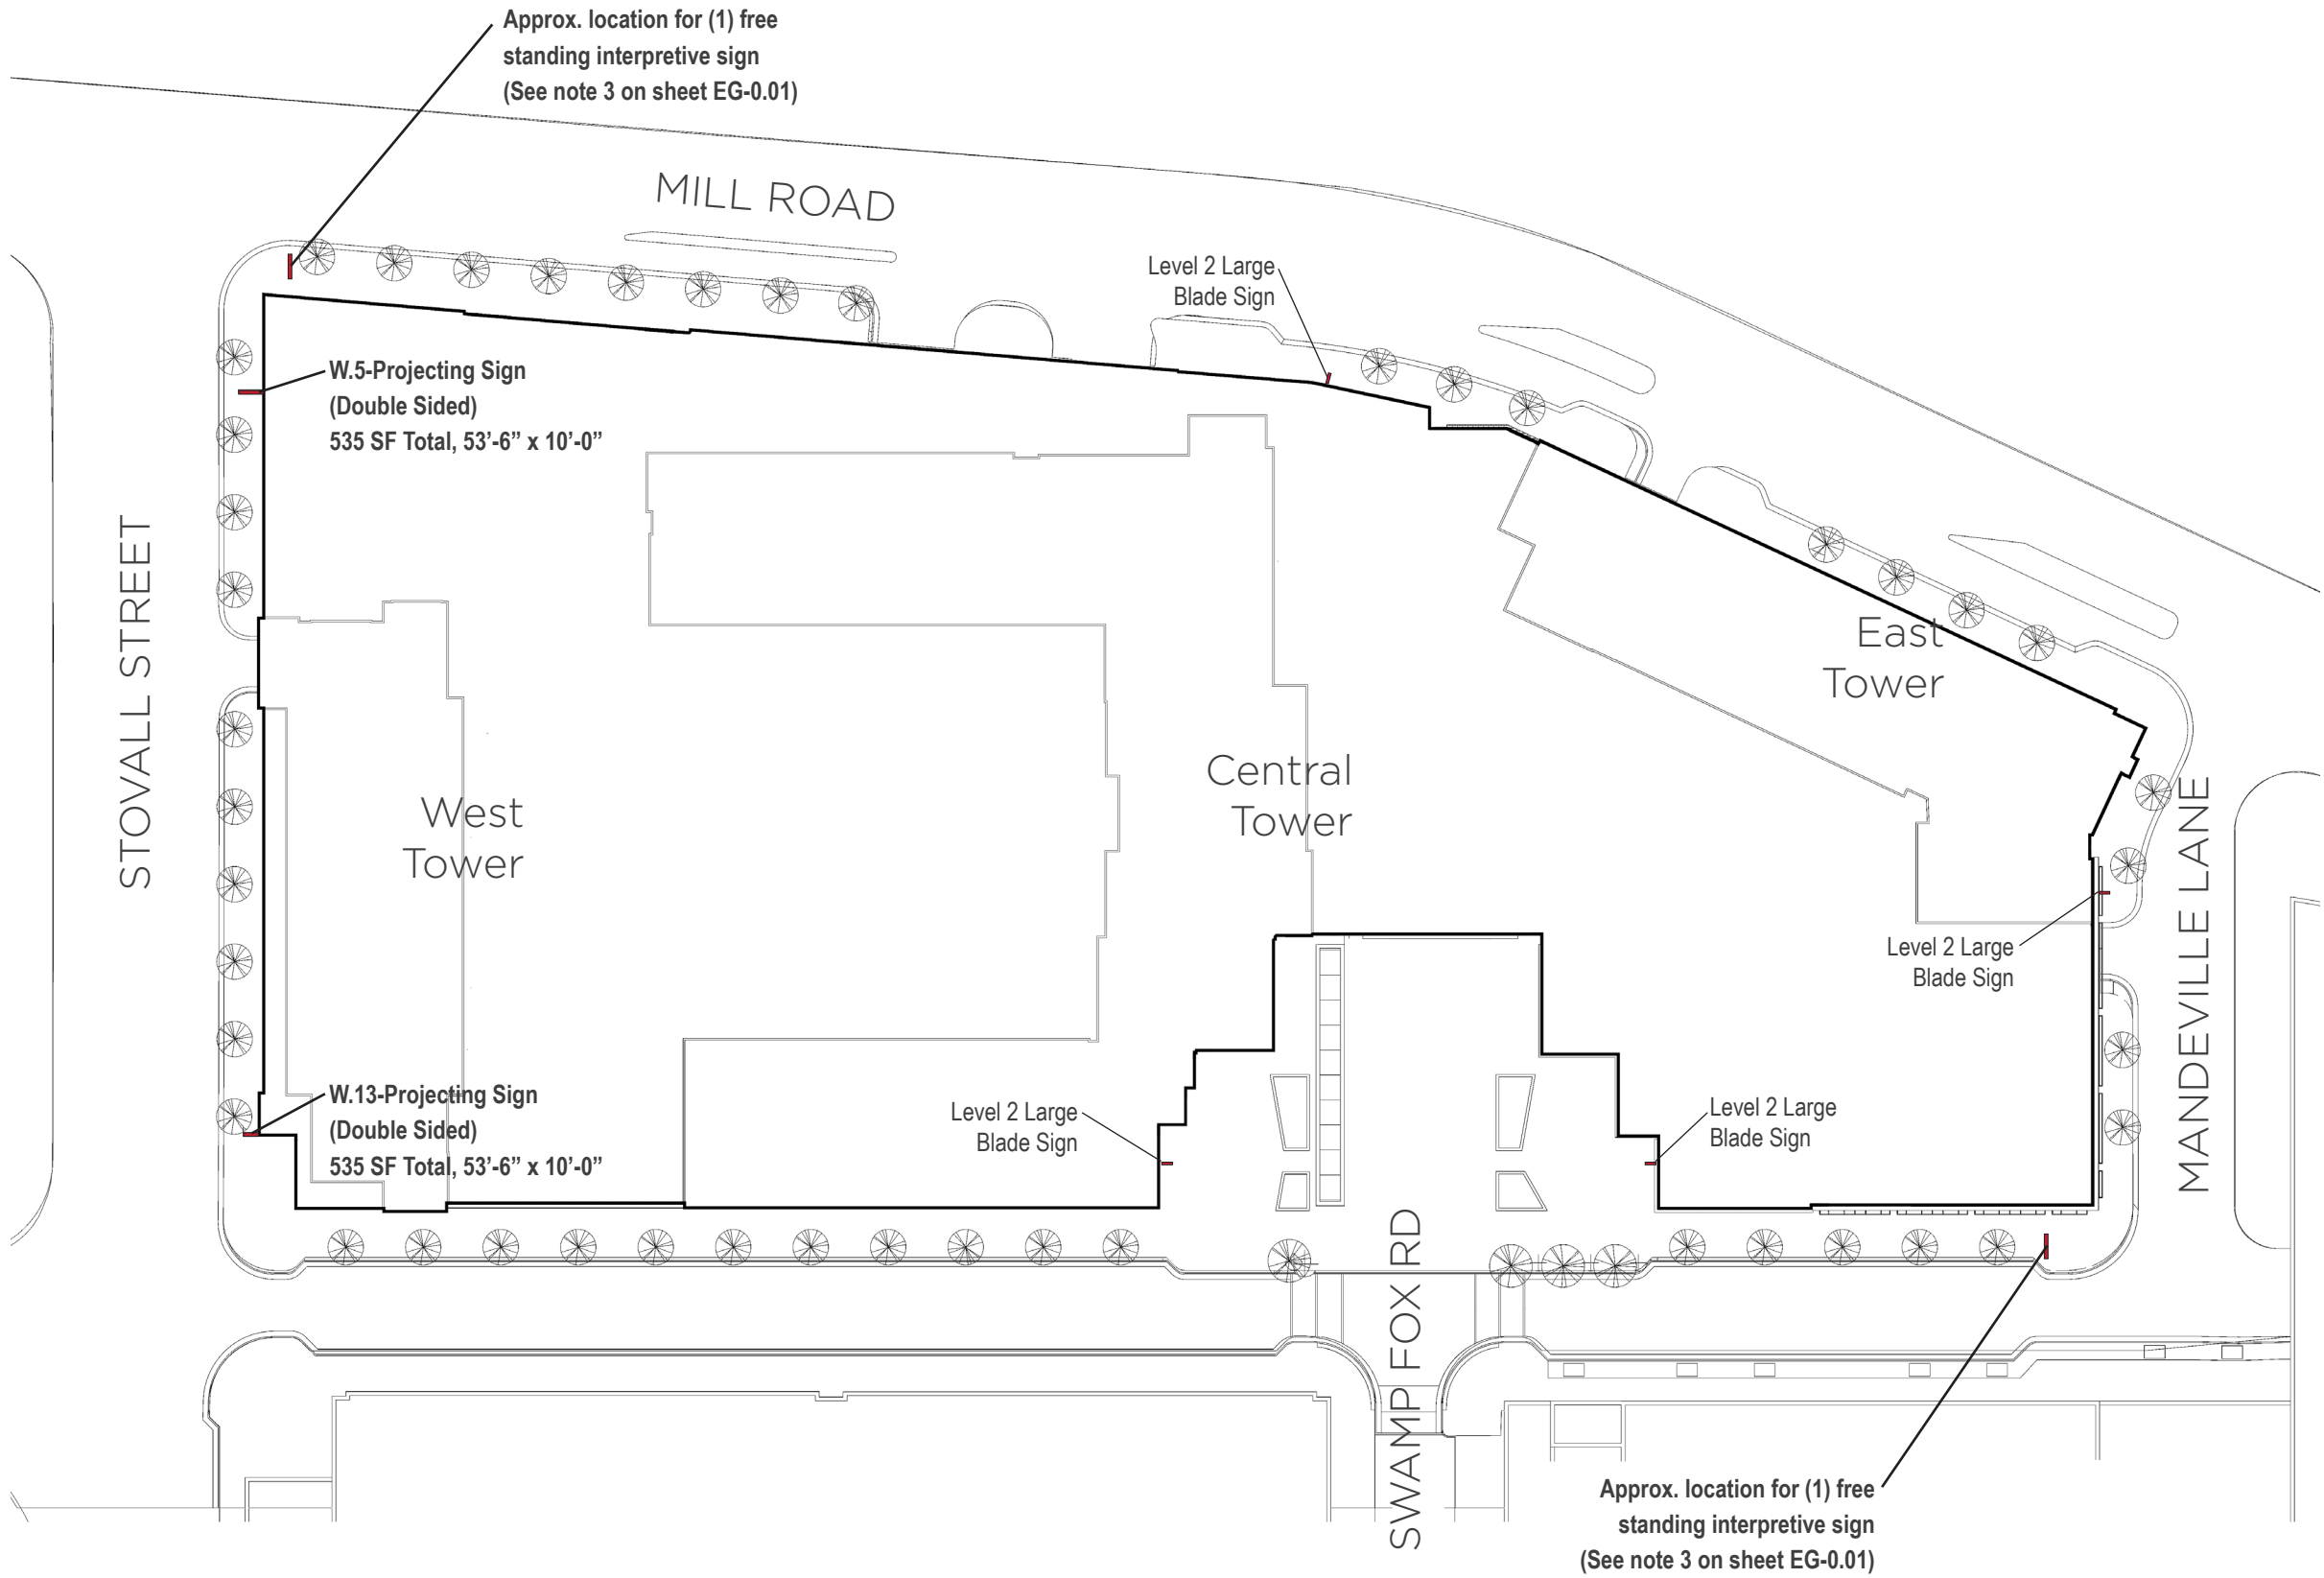 Approx. location for (1) free
standing interpretive sign
(See note 3 on sheet EG-0.01)
MILL ROAD
Level 2 Large
Blade Sign
W.5-Projecting Sign
(Double Sided)
535 SF Total, 53’-6” x 10’-0”
STOVALL STREET
East
Tower
Central
Tower
West
Tower
MANDEVILLE LANE
Level 2 Large
Blade Sign
W.13-Projecting Sign
(Double Sided)
535 SF Total, 53’-6” x 10’-0”
Level 2 Large
Blade Sign
Level 2 Large
Blade Sign
SWAMP FOX RD
Approx. location for (1) free
standing interpretive sign
(See note 3 on sheet EG-0.01)